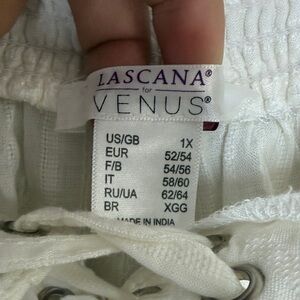 LASCANA®
for
VENUS®
US/GB 1X
EUR 52/54
F/B 54/56
IT 58/60
RU/UA 62/64
BR XGG
MADE IN INDIA